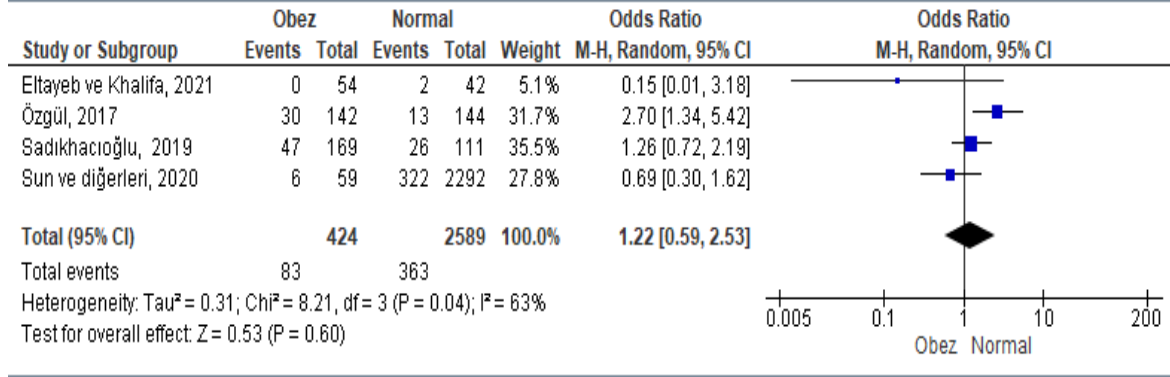 Obez Normal Odds Ratio Odds Ratio
Study or Subgroup Events Total Events Total Weight M-H, Random, 95% CI M-H, Random, 95% CI
Eltayeb ve Khalifa, 2021 0 54 2 42 5.1% 0.15 [0.01, 3.18]
Özgül, 2017 30 142 13 144 31.7% 2.70 [1.34, 5.42]
Sadıkhacıoğlu, 2019 47 169 26 111 35.5% 1.26 [0.72, 2.19]
Sun ve diğerleri, 2020 6 59 322 2292 27.8% 0.69 [0.30, 1.62]
Total (95% CI) 424 2589 100.0% 1.22 [0.59, 2.53]
Total events 83 363
Heterogeneity: Tau² = 0.31; Chi² = 8.21, df = 3 (P = 0.04); I² = 63%
Test for overall effect: Z = 0.53 (P = 0.60)
0.005 0.1 1 10 200
Obez Normal